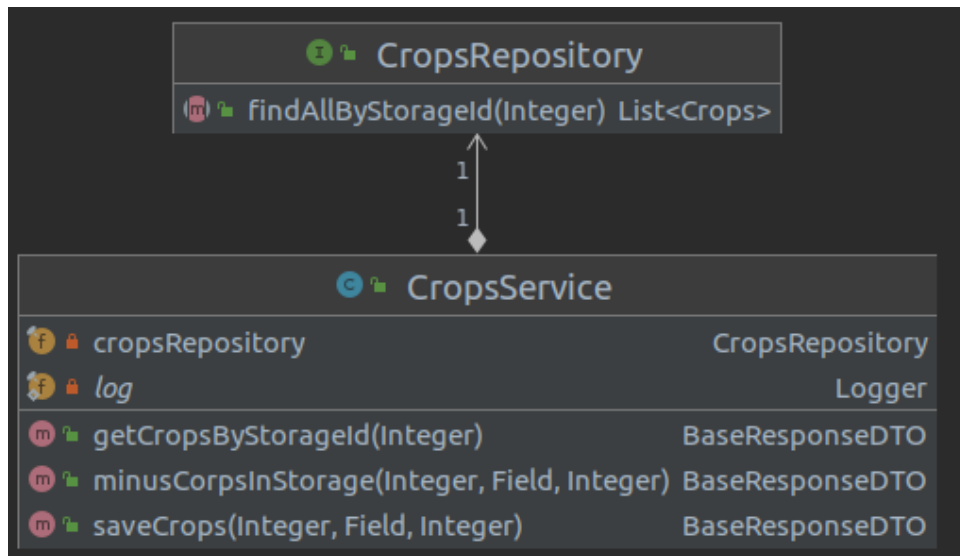 I CropsRepository
m findAllByStorageId(Integer) List<Crops>
1
1
C CropsService
f cropsRepository CropsRepository
f log Logger
m getCropsByStorageId(Integer) BaseResponseDTO
m minusCorpsInStorage(Integer, Field, Integer) BaseResponseDTO
m saveCrops(Integer, Field, Integer) BaseResponseDTO